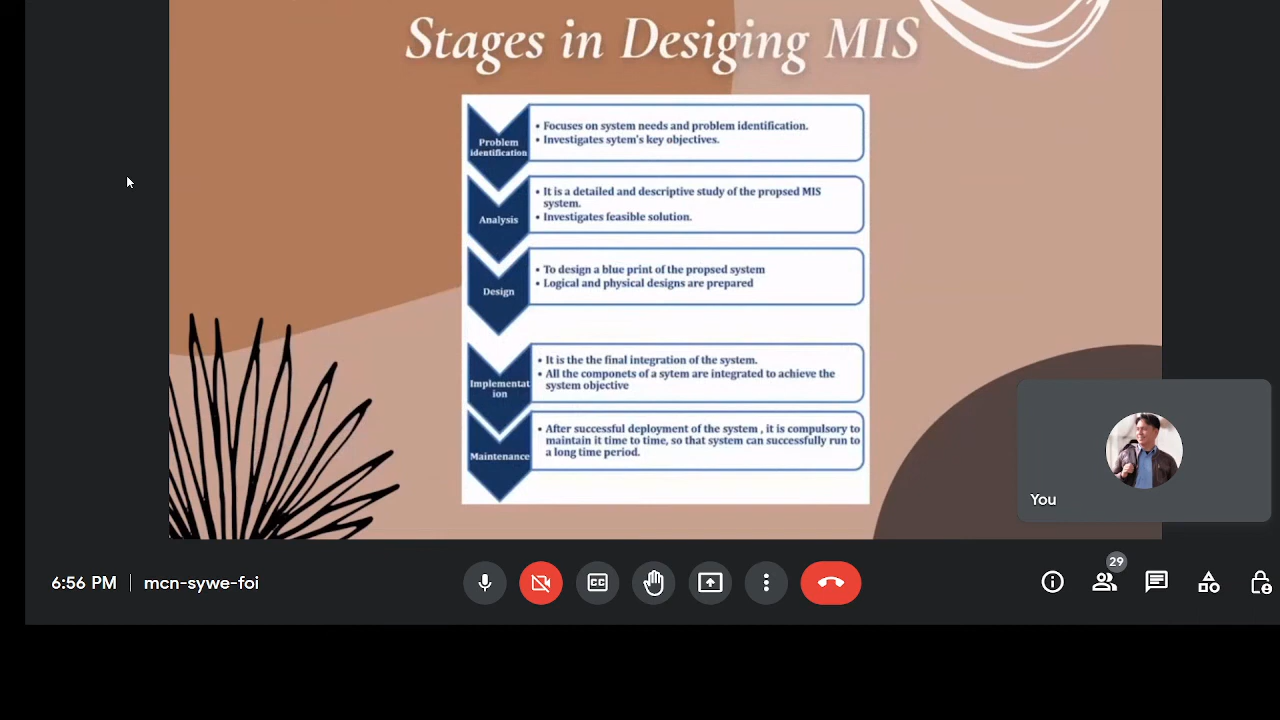 Stages in Desiging MIS
Problem
identification
• Focuses on system needs and problem identification.
• Investigates sytem's key objectives.
Analysis
• It is a detailed and descriptive study of the propsed MIS
system.
• Investigates feasible solution.
Design
• To design a blue print of the propsed system
• Logical and physical designs are prepared
Implementat
ion
• It is the the final integration of the system.
• All the componets of a sytem are integrated to achieve the
system objective
Maintenance
• After successful deployment of the system , it is compulsory to
maintain it time to time, so that system can successfully run to
a long time period.
You
6:56 PM | mcn-sywe-foi
CC
29